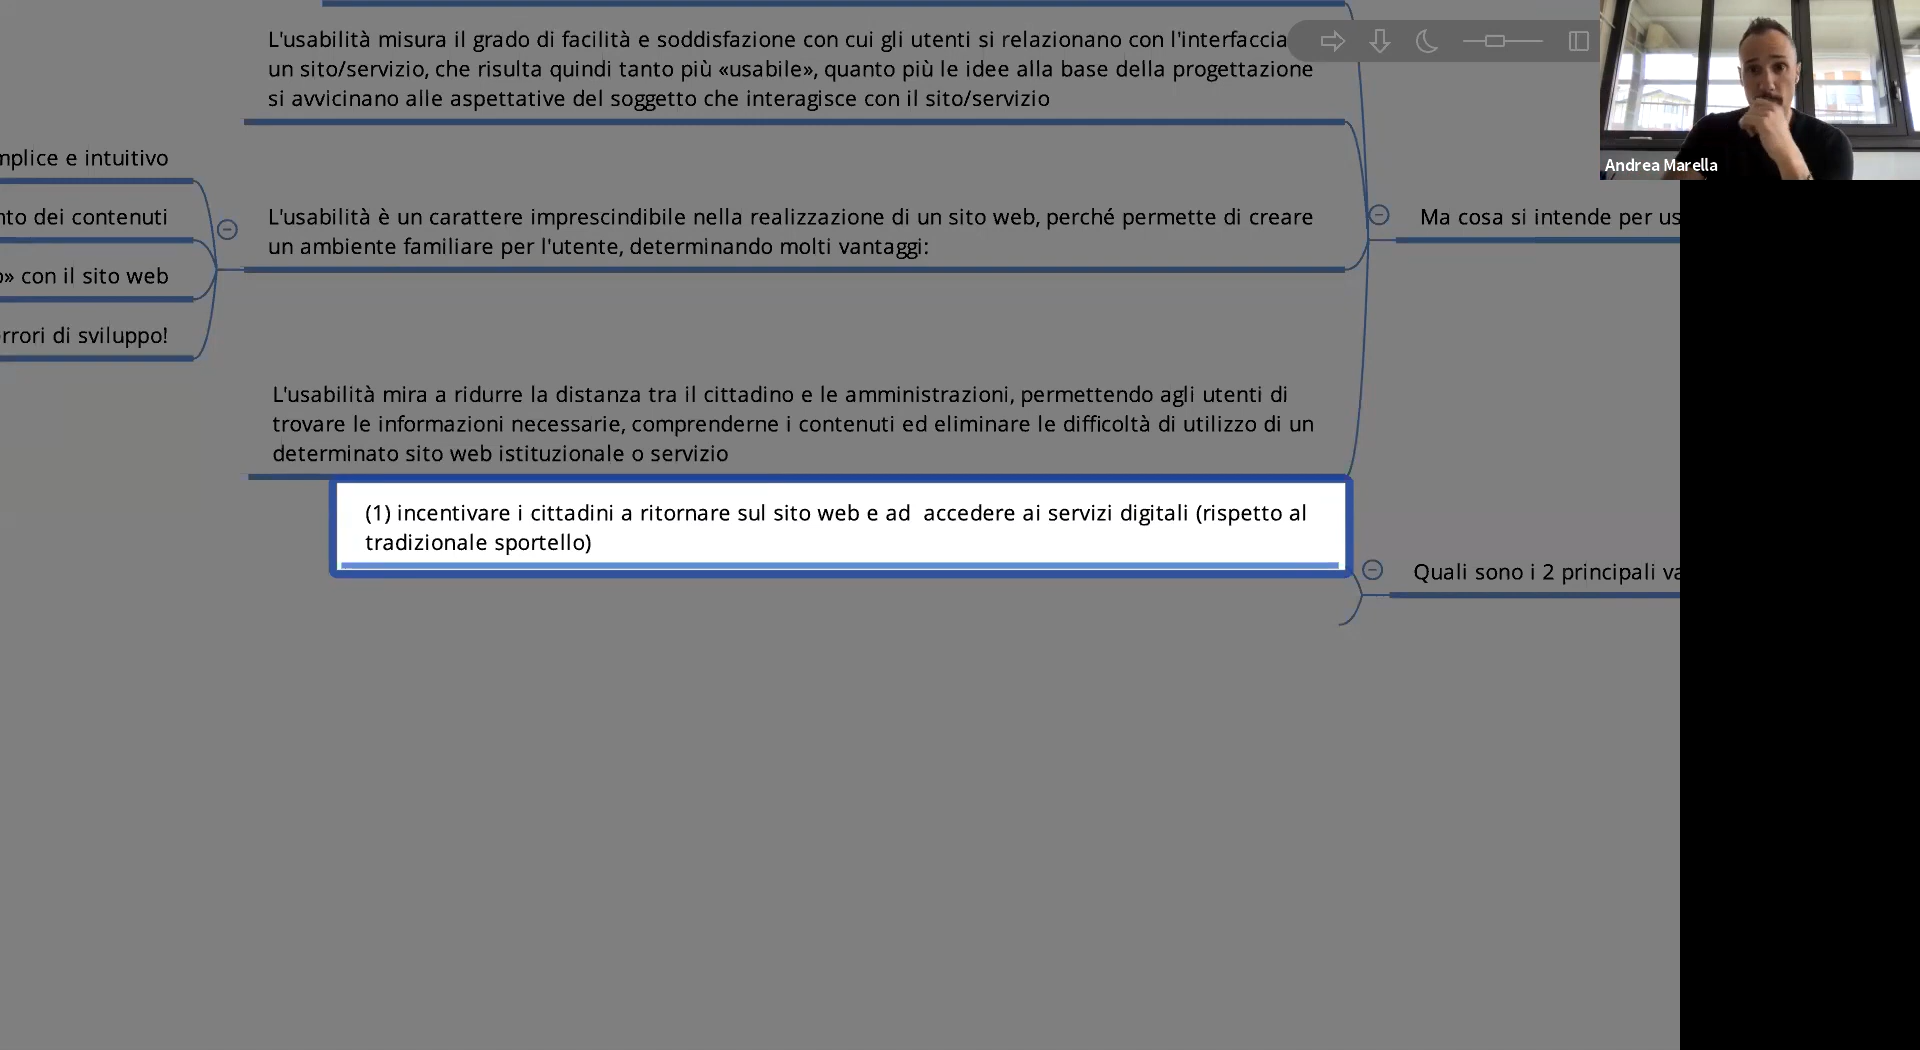 L'usabilità misura il grado di facilità e soddisfazione con cui gli utenti si relazionano con l'interfaccia
un sito/servizio, che risulta quindi tanto più «usabile», quanto più le idee alla base della progettazione
si avvicinano alle aspettative del soggetto che interagisce con il sito/servizio
Andrea Marella
mplice e intuitivo
nto dei contenuti
L'usabilità è un carattere imprescindibile nella realizzazione di un sito web, perché permette di creare
un ambiente familiare per l'utente, determinando molti vantaggi:
Ma cosa si intende per us
» con il sito web
errori di sviluppo!
L'usabilità mira a ridurre la distanza tra il cittadino e le amministrazioni, permettendo agli utenti di
trovare le informazioni necessarie, comprenderne i contenuti ed eliminare le difficoltà di utilizzo di un
determinato sito web istituzionale o servizio
(1) incentivare i cittadini a ritornare sul sito web e ad  accedere ai servizi digitali (rispetto al
tradizionale sportello)
Quali sono i 2 principali va